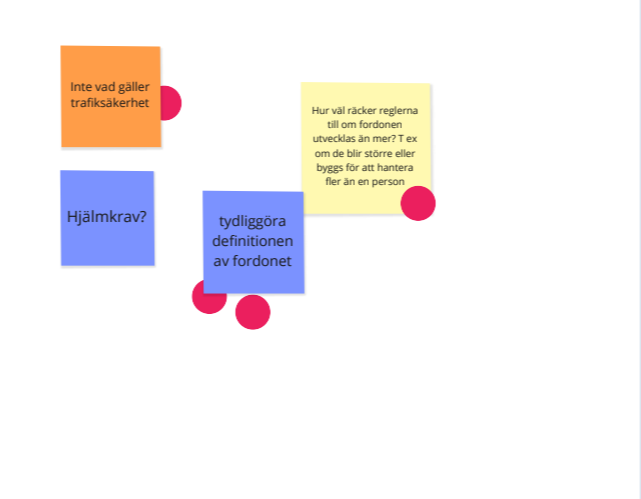 Inte vad gäller
trafiksäkerhet
Hur väl räcker reglerna
till om fordonen
utvecklas än mer? T ex
om de blir större eller
byggs för att hantera
fler än en person
Hjälmkrav?
tydliggöra
definitionen
av fordonet